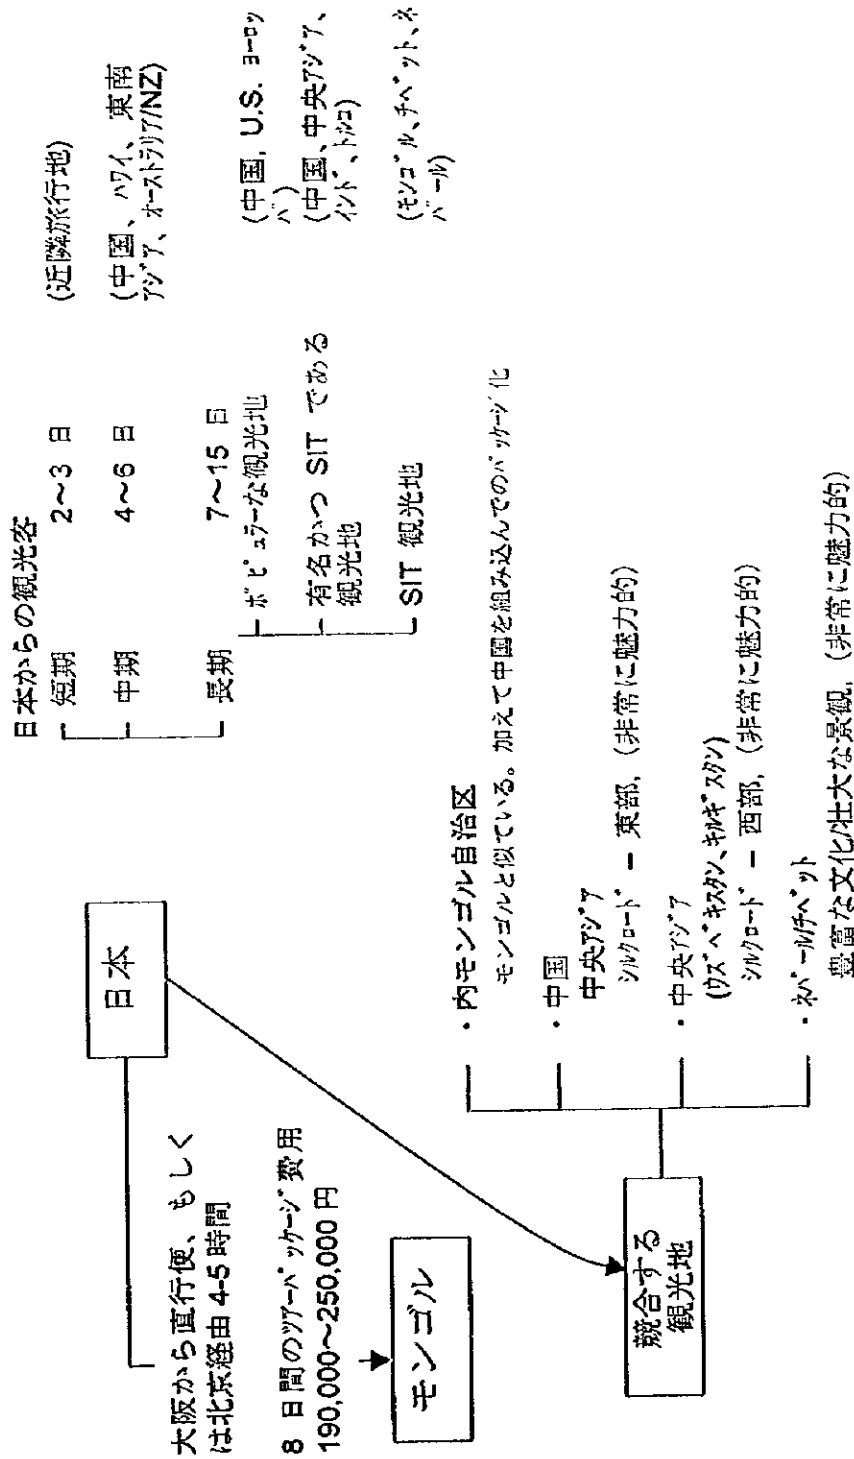 日本からの観光客
短期 2～3 日 (近隣旅行地)
中期 4～6 日 (中国、ハワイ、東南
アジア、オーストラリア/NZ)
長期 7～15 日
ポピュラーな観光地 (中国, U.S. ヨーロッ
パ)
有名かつ SIT である
観光地
(中国、中央アジア、
インド、トルコ)
SIT 観光地 (モンゴル、チベット、ネ
パール)
日本
大阪から直行便、もしく
は北京経由 4-5 時間
8 日間のツアーパッケージ費用
190,000～250,000 円
モンゴル
競合する
観光地
・内モンゴル自治区
モンゴルと似ている。加えて中国を組み込んでのパッケージ化
・中国
中央アジア
シルクロード － 東部, (非常に魅力的)
・中央アジア
(ウズベキスタン、キルギスタン)
シルクロード － 西部, (非常に魅力的)
・ネパール/チベット
豊富な文化/壮大な景観, (非常に魅力的)